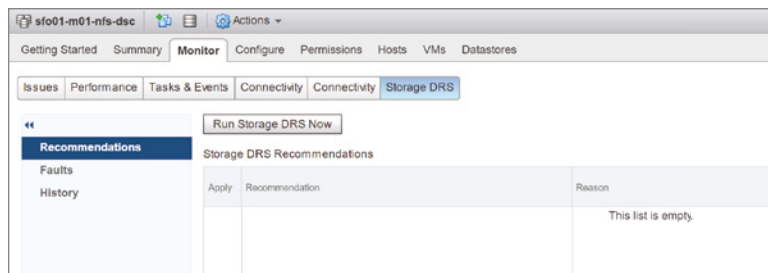 sfo01-m01-nfs-dsc Actions
Getting Started Summary Monitor Configure Permissions Hosts VMs Datastores
Issues Performance Tasks & Events Connectivity Connectivity Storage DRS
Run Storage DRS Now
Recommendations
Faults
History
Storage DRS Recommendations
Apply Recommendation Reason
This list is empty.